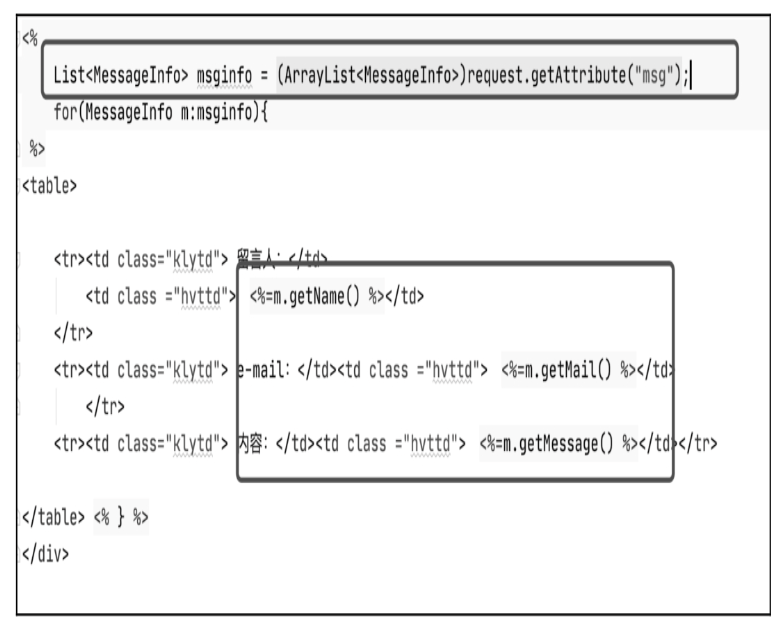 <%
List<MessageInfo> msginfo = (ArrayList<MessageInfo>)request.getAttribute("msg");
for(MessageInfo m:msginfo){
%>
<table>
<tr><td class="klytd"> 留言人：</td>
<td class ="hvttd"> <%=m.getName() %></td>
</tr>
<tr><td class="klytd"> e-mail：</td><td class ="hvttd"> <%=m.getMail() %></td>
</tr>
<tr><td class="klytd"> 内容：</td><td class ="hvttd"> <%=m.getMessage() %></td></tr>
</table> <% } %>
</div>